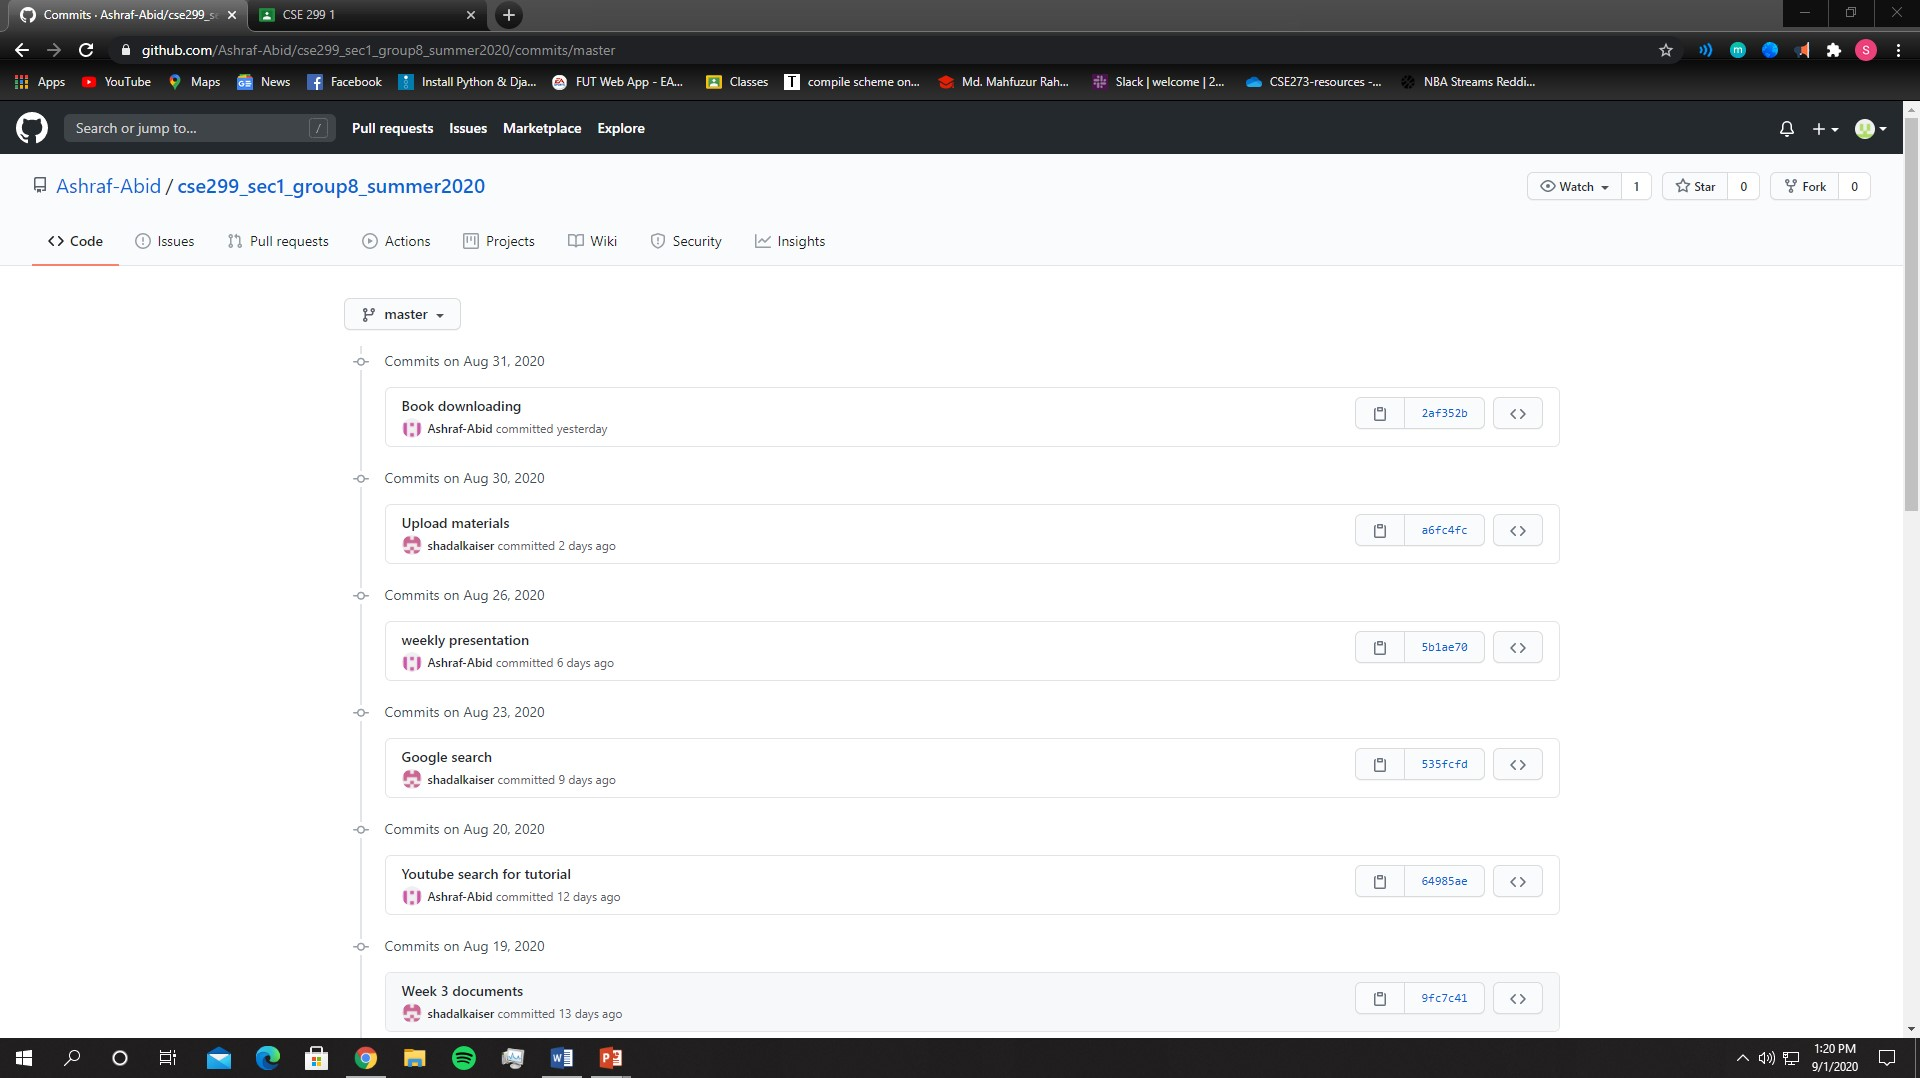 Commits · Ashraf-Abid/cse299_s
CSE 299 1
github.com/Ashraf-Abid/cse299_sec1_group8_summer2020/commits/master
S
Apps YouTube Maps News Facebook Install Python & Dja... FUT Web App - EA... Classes compile scheme on... Md. Mahfuzur Rah... Slack | welcome | 2... CSE273-resources -... NBA Streams Reddi...
Search or jump to... / Pull requests Issues Marketplace Explore
Ashraf-Abid / cse299_sec1_group8_summer2020
Watch 1 Star 0 Fork 0
Code Issues Pull requests Actions Projects Wiki Security Insights
master
Commits on Aug 31, 2020
Book downloading
Ashraf-Abid committed yesterday
2af352b
Commits on Aug 30, 2020
Upload materials
shadalkaiser committed 2 days ago
a6fc4fc
Commits on Aug 26, 2020
weekly presentation
Ashraf-Abid committed 6 days ago
5b1ae70
Commits on Aug 23, 2020
Google search
shadalkaiser committed 9 days ago
535fcfd
Commits on Aug 20, 2020
Youtube search for tutorial
Ashraf-Abid committed 12 days ago
64985ae
Commits on Aug 19, 2020
Week 3 documents
shadalkaiser committed 13 days ago
9fc7c41
1:20 PM
9/1/2020